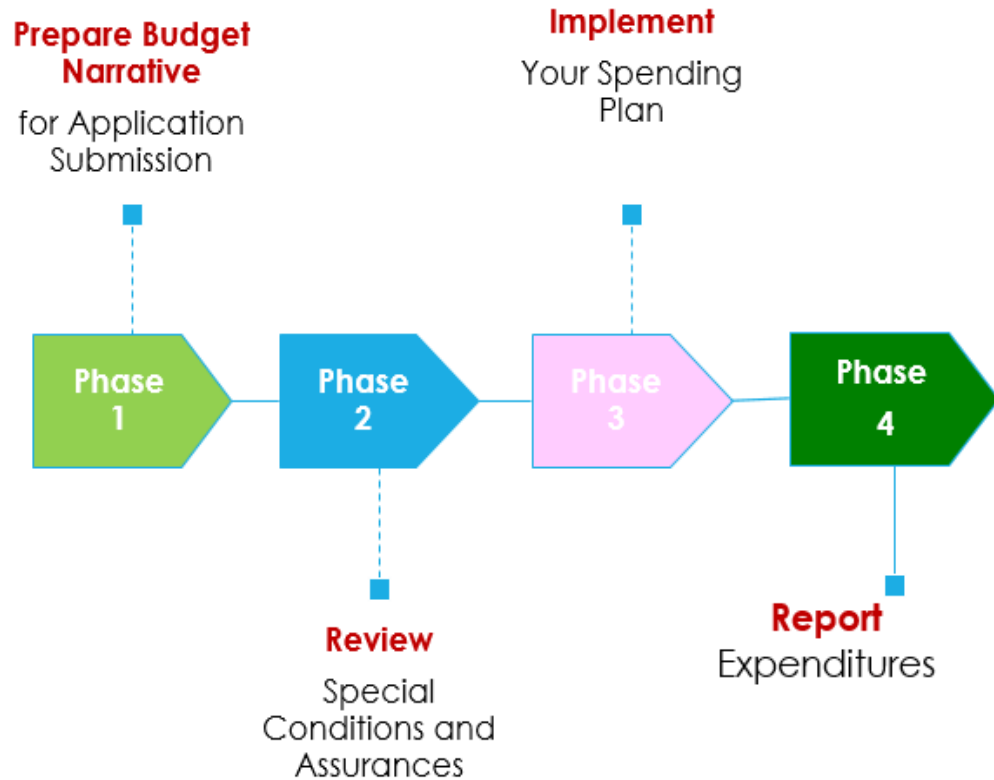 Prepare Budget
Narrative
for Application
Submission
Implement
Your Spending
Plan
Phase
1
Phase
2
Phase
3
Phase
4
Review
Special
Conditions and
Assurances
Report
Expenditures